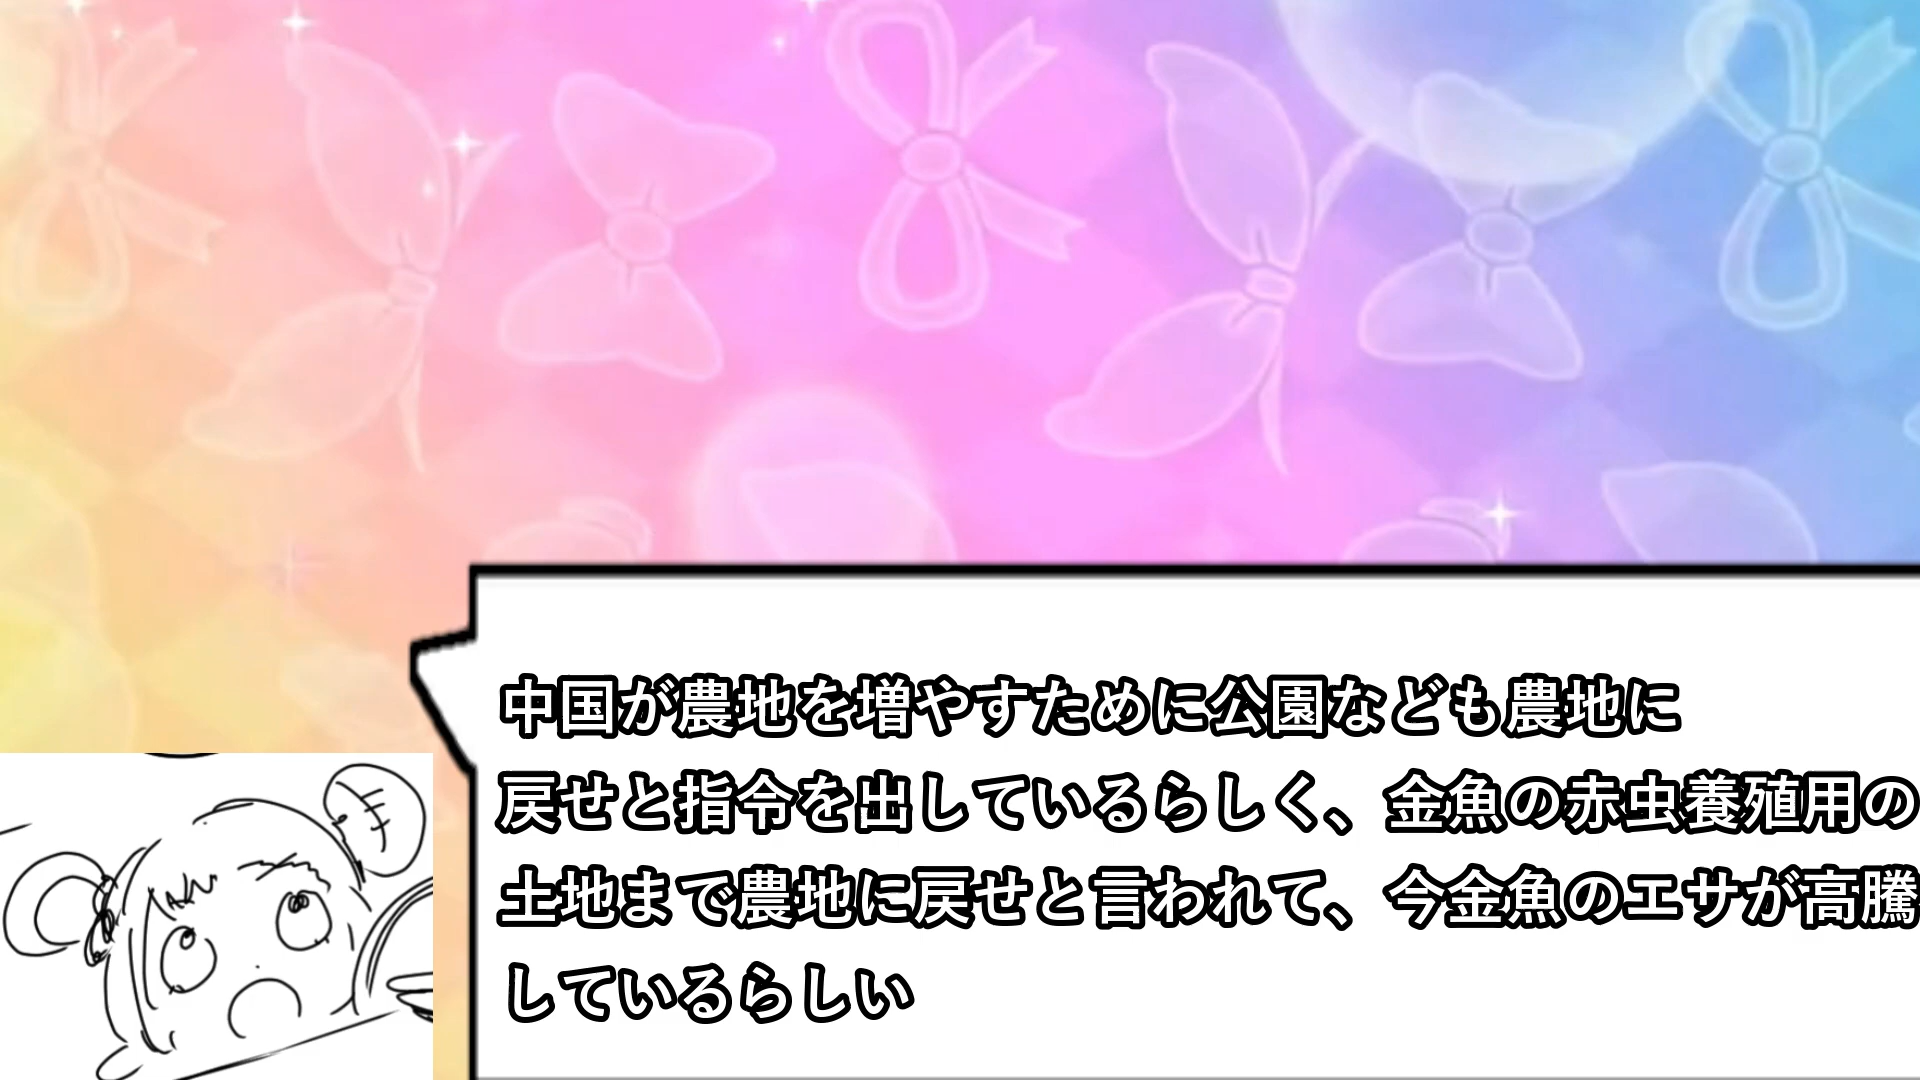 中国が農地を増やすために公園なども農地に
戻せと指令を出しているらしく、金魚の赤虫養殖用の
土地まで農地に戻せと言われて、今金魚のエサが高騰
しているらしい